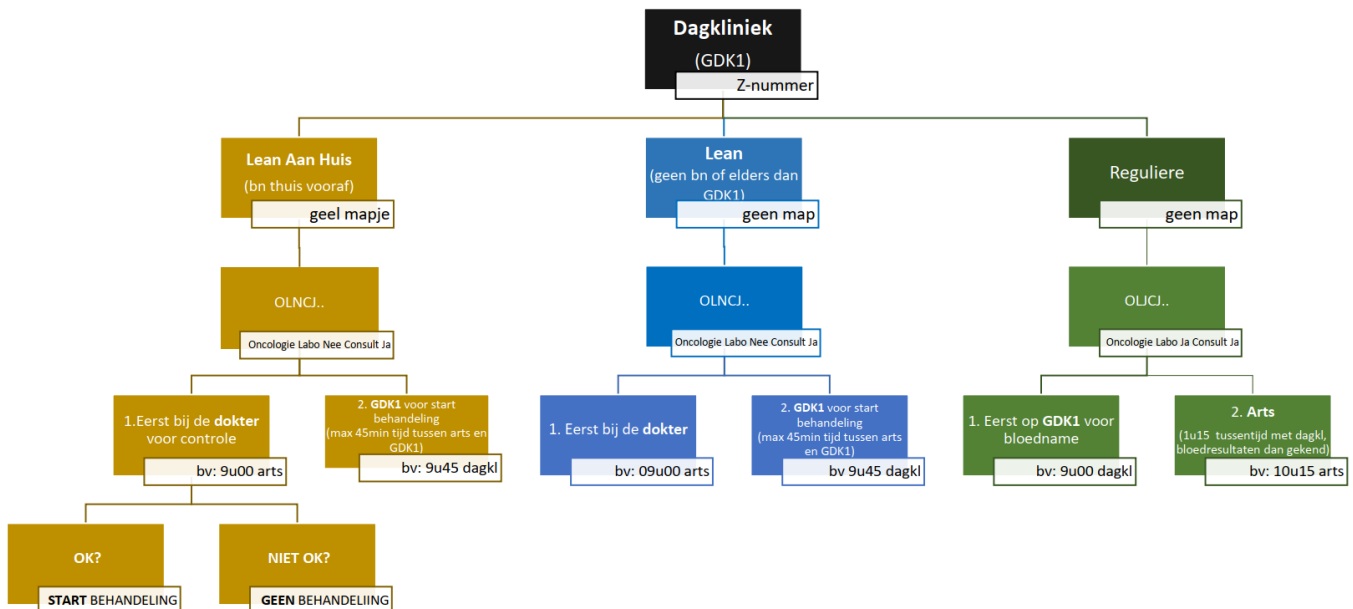 Dagkliniek
(GDK1)
Z-nummer
Lean Aan Huis
(bn thuis vooraf)
geel mapje
Lean
(geen bn of elders dan
GDK1)
geen map
Reguliere
geen map
OLNCJ..
Oncologie Labo Nee Consult Ja
OLNCJ..
Oncologie Labo Nee Consult Ja
OLJCJ..
Oncologie Labo Ja Consult Ja
1.Eerst bij de dokter
voor controle
bv: 9u00 arts
2. GDK1 voor start
behandeling
(max 45min tijd tussen arts en
GDK1)
bv: 9u45 dagkl
1. Eerst bij de dokter
bv: 09u00 arts
2. GDK1 voor start
behandeling
(max 45min tijd tussen arts
en GDK1)
bv 9u45 dagkl
1. Eerst op GDK1 voor
bloedname
bv: 9u00 dagkl
2. Arts
(1u15 tussentijd met dagkl,
bloedresultaten dan gekend)
bv: 10u15 arts
OK?
START BEHANDELING
NIET OK?
GEEN BEHANDELIING